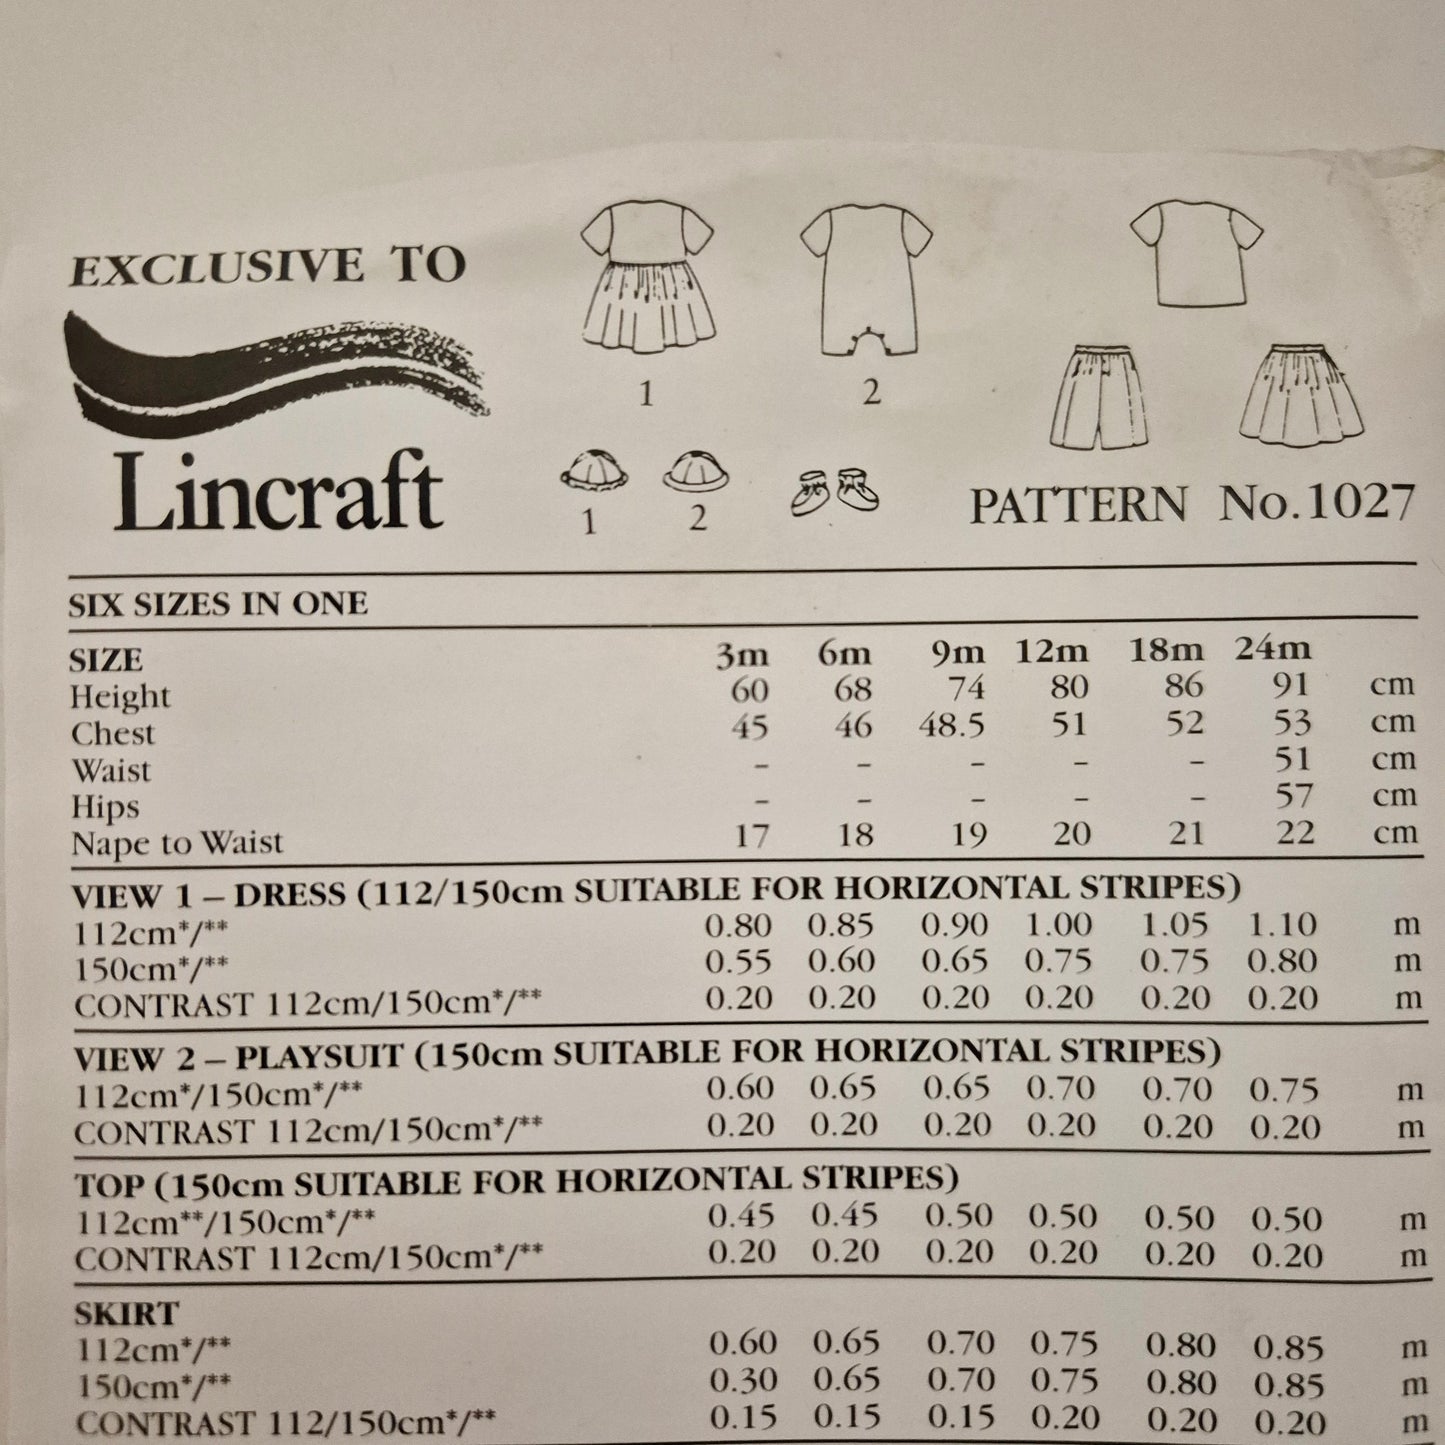 EXCLUSIVE TO
Lincraft
1 2
1 2
PATTERN No.1027
SIX SIZES IN ONE
SIZE 3m 6m 9m 12m 18m 24m
Height 60 68 74 80 86 91 cm
Chest 45 46 48.5 51 52 53 cm
Waist – – – – – 51 cm
Hips – – – – – 57 cm
Nape to Waist 17 18 19 20 21 22 cm
VIEW 1 – DRESS (112/150cm SUITABLE FOR HORIZONTAL STRIPES)
112cm*/** 0.80 0.85 0.90 1.00 1.05 1.10 m
150cm*/** 0.55 0.60 0.65 0.75 0.75 0.80 m
CONTRAST 112cm/150cm*/** 0.20 0.20 0.20 0.20 0.20 0.20 m
VIEW 2 – PLAYSUIT (150cm SUITABLE FOR HORIZONTAL STRIPES)
112cm*/150cm*/** 0.60 0.65 0.65 0.70 0.70 0.75 m
CONTRAST 112cm/150cm*/** 0.20 0.20 0.20 0.20 0.20 0.20 m
TOP (150cm SUITABLE FOR HORIZONTAL STRIPES)
112cm**/150cm*/** 0.45 0.45 0.50 0.50 0.50 0.50 m
CONTRAST 112cm/150cm*/** 0.20 0.20 0.20 0.20 0.20 0.20 m
SKIRT
112cm*/** 0.60 0.65 0.70 0.75 0.80 0.85 m
150cm*/** 0.30 0.65 0.70 0.75 0.80 0.85 m
CONTRAST 112/150cm*/** 0.15 0.15 0.15 0.20 0.20 0.20 m